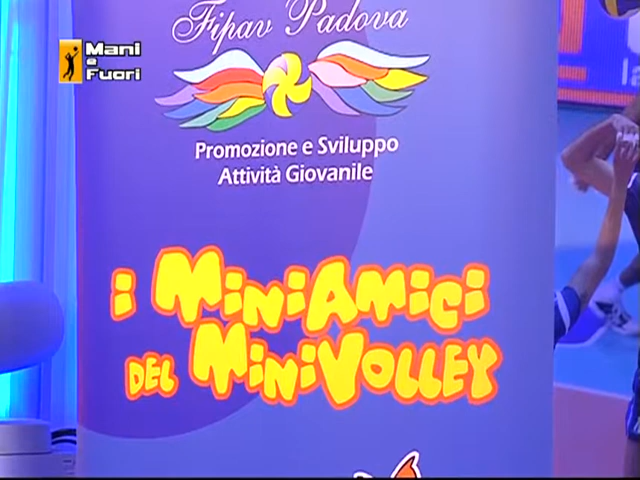 Fipav Padova
Mani
e
Fuori
Promozione e Sviluppo
Attività Giovanile
i MiniAmici
DEL MiniVolley